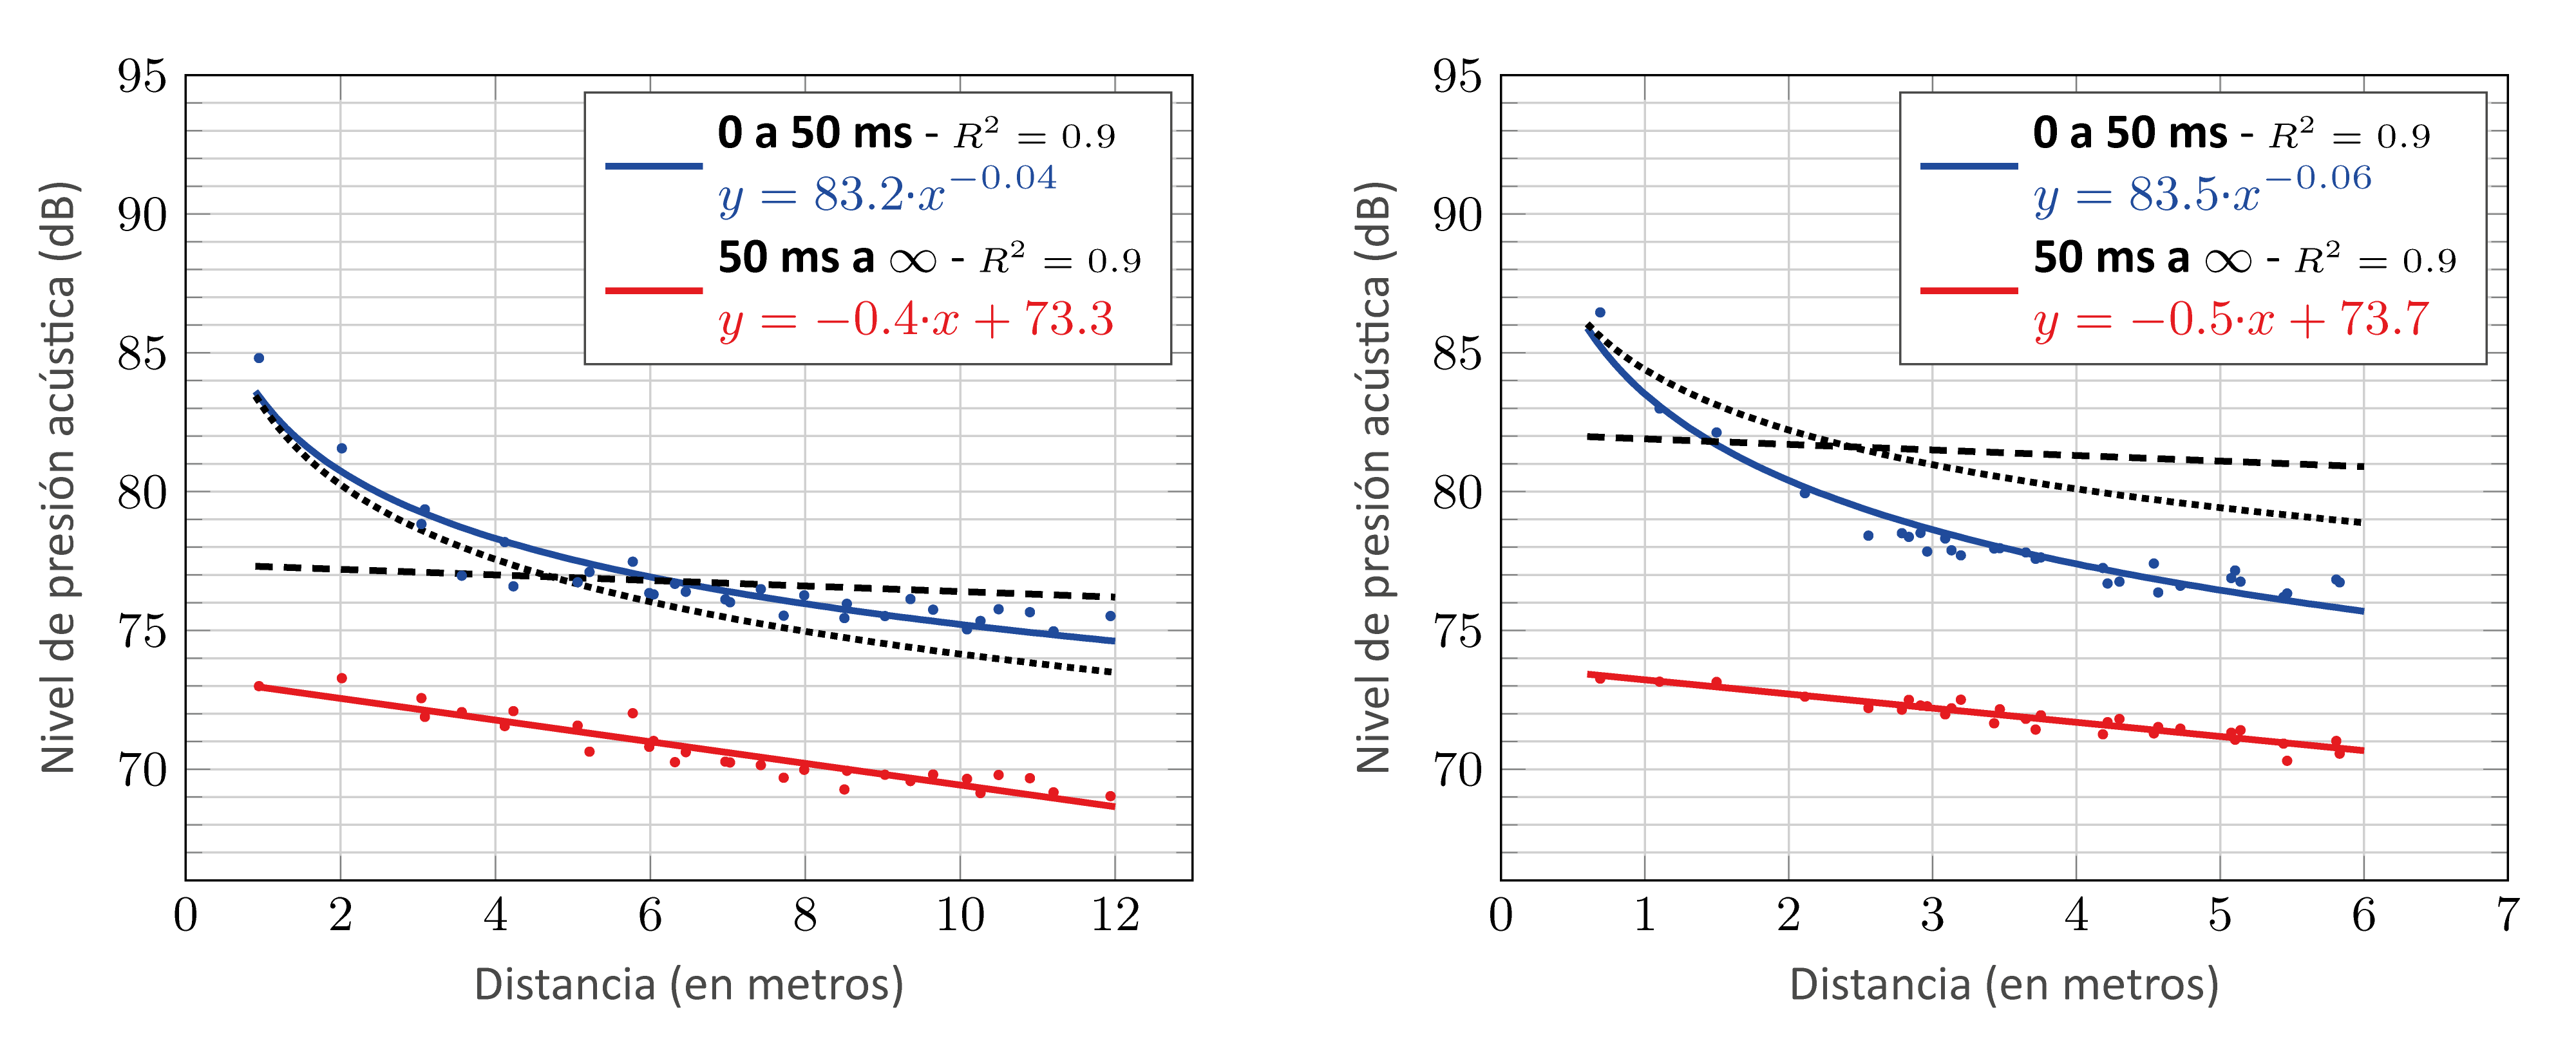 Nivel de presión acústica (dB)
95
90
85
80
75
70
0 a 50 ms - R² = 0.9
y = 83.2·x^−0.04
50 ms a ∞ - R² = 0.9
y = −0.4·x + 73.3
0 2 4 6 8 10 12
Distancia (en metros)
Nivel de presión acústica (dB)
95
90
85
80
75
70
0 a 50 ms - R² = 0.9
y = 83.5·x^−0.06
50 ms a ∞ - R² = 0.9
y = −0.5·x + 73.7
0 1 2 3 4 5 6 7
Distancia (en metros)